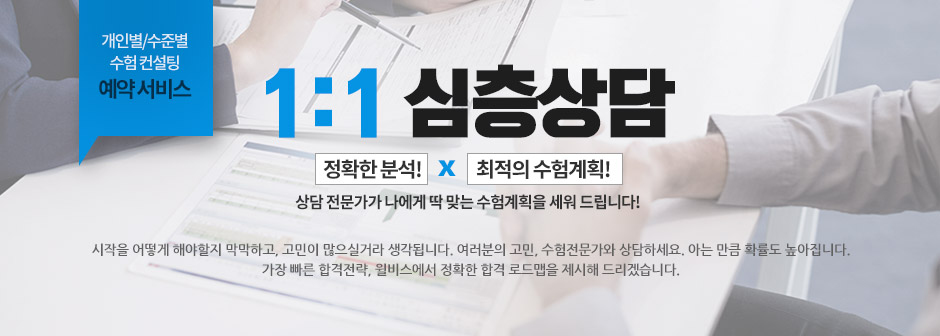 개인별/수준별
수험 컨설팅
예약 서비스
1:1 심층상담
정확한 분석! X 최적의 수험계획!
상담 전문가가 나에게 딱 맞는 수험계획을 세워 드립니다!
시작을 어떻게 해야할지 막막하고, 고민이 많으실거라 생각됩니다. 여러분의 고민, 수험전문가와 상담하세요. 아는 만큼 확률도 높아집니다.
가장 빠른 합격전략, 윌비스에서 정확한 합격 로드맵을 제시해 드리겠습니다.